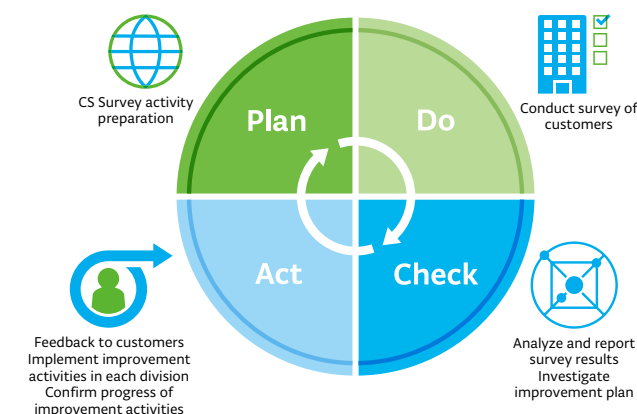 CS Survey activity
preparation
Plan
Do
Conduct survey of
customers
Act
Check
Feedback to customers
Implement improvement
activities in each division
Confirm progress of
improvement activities
Analyze and report
survey results
Investigate
improvement plan